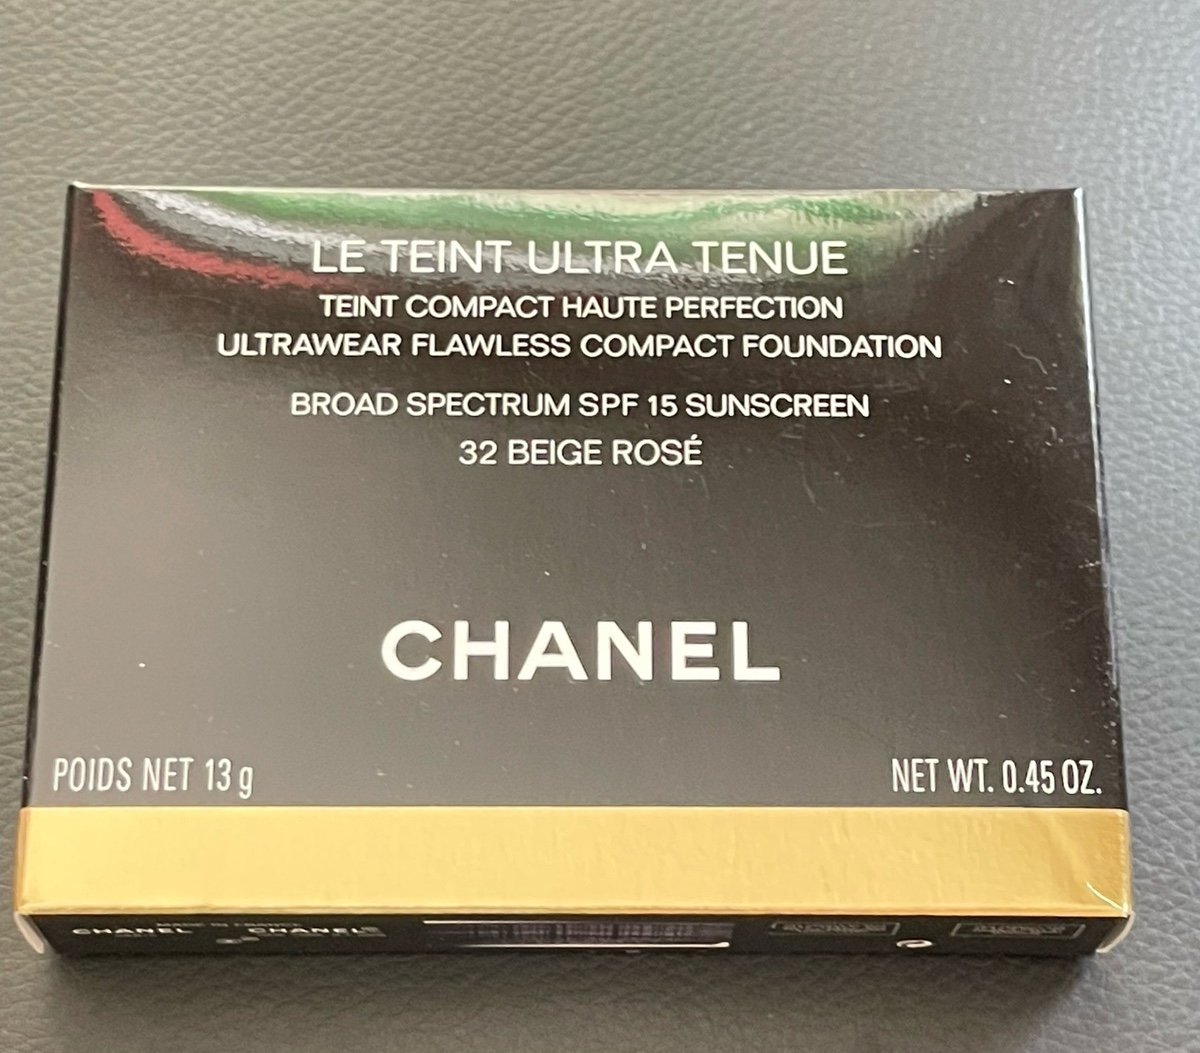 LE TEINT ULTRA TENUE
TEINT COMPACT HAUTE PERFECTION
ULTRAWEAR FLAWLESS COMPACT FOUNDATION
BROAD SPECTRUM SPF 15 SUNSCREEN
32 BEIGE ROSÉ
CHANEL
POIDS NET 13 g
NET WT. 0.45 OZ.
CHANEL
CHANEL